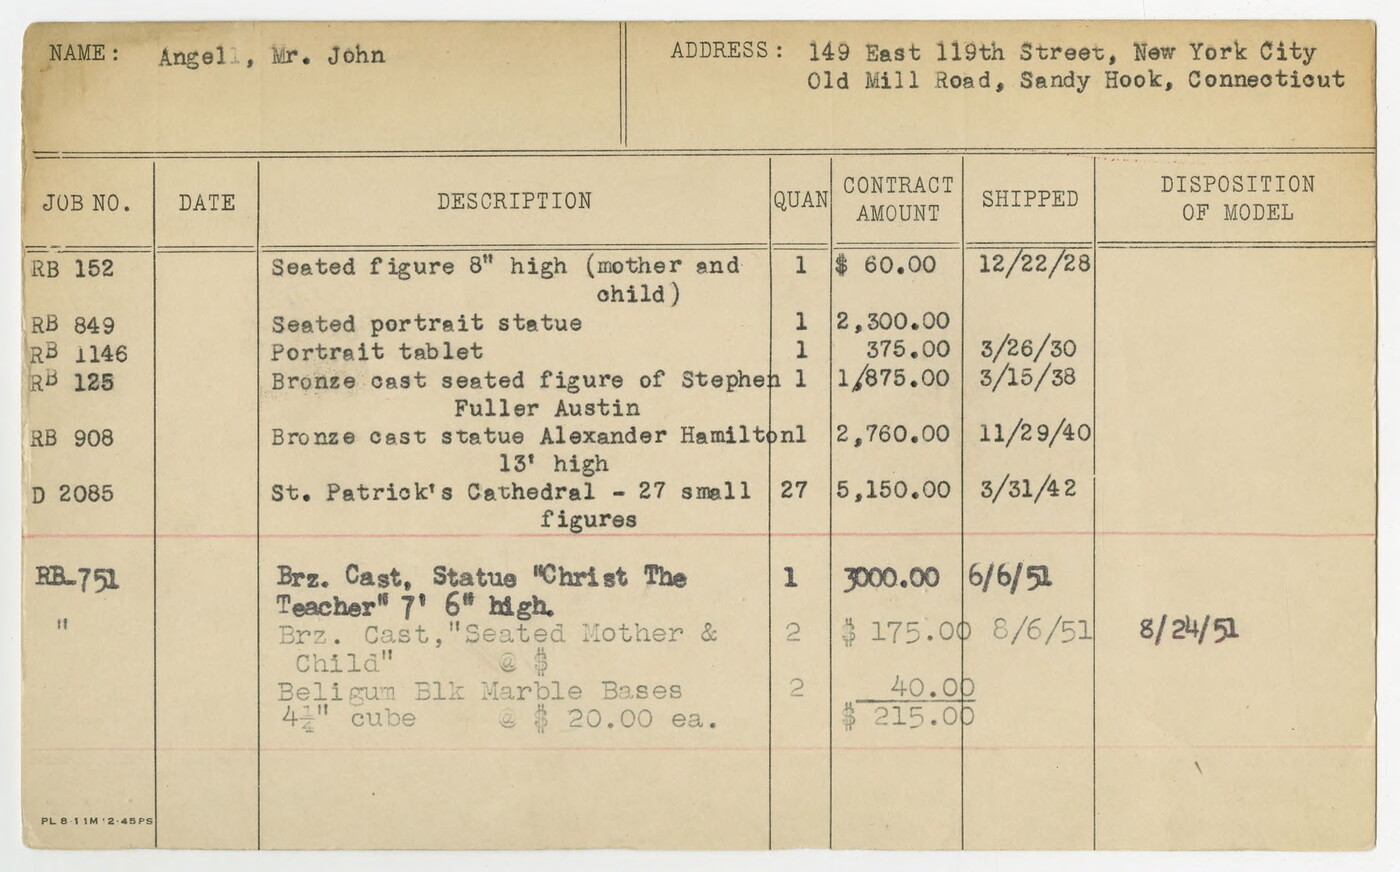 NAME: Angell, Mr. John ADDRESS: 149 East 119th Street, New York City
Old Mill Road, Sandy Hook, Connecticut
JOB NO. DATE DESCRIPTION QUAN CONTRACT AMOUNT SHIPPED DISPOSITION OF MODEL
RB 152 Seated figure 8" high (mother and 1 $ 60.00 12/22/28
child)
RB 849 Seated portrait statue 1 2,300.00
RB 1146 Portrait tablet 1 375.00 3/26/30
RB 125 Bronze cast seated figure of Stephen 1 1,875.00 3/15/38
Fuller Austin
RB 908 Bronze cast statue Alexander Hamilton1 2,760.00 11/29/40
13' high
D 2085 St. Patrick's Cathedral - 27 small 27 5,150.00 3/31/42
figures
RB-751 Brz. Cast, Statue "Christ The 1 3000.00 6/6/51
Teacher" 7' 6" high.
" Brz. Cast,"Seated Mother & 2 $ 175.00 8/6/51 8/24/51
Child" @ $
Beligum Blk Marble Bases 2 40.00
4¼" cube @ $ 20.00 ea. $ 215.00
PL 8-1 1M 12-45PS